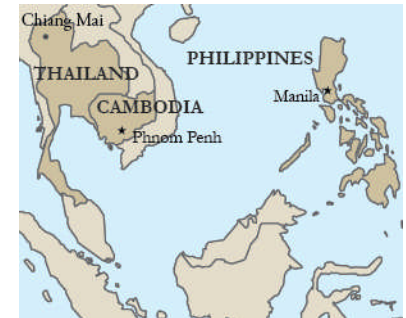 Chiang Mai
PHILIPPINES
THAILAND
Manila
CAMBODIA
Phnom Penh